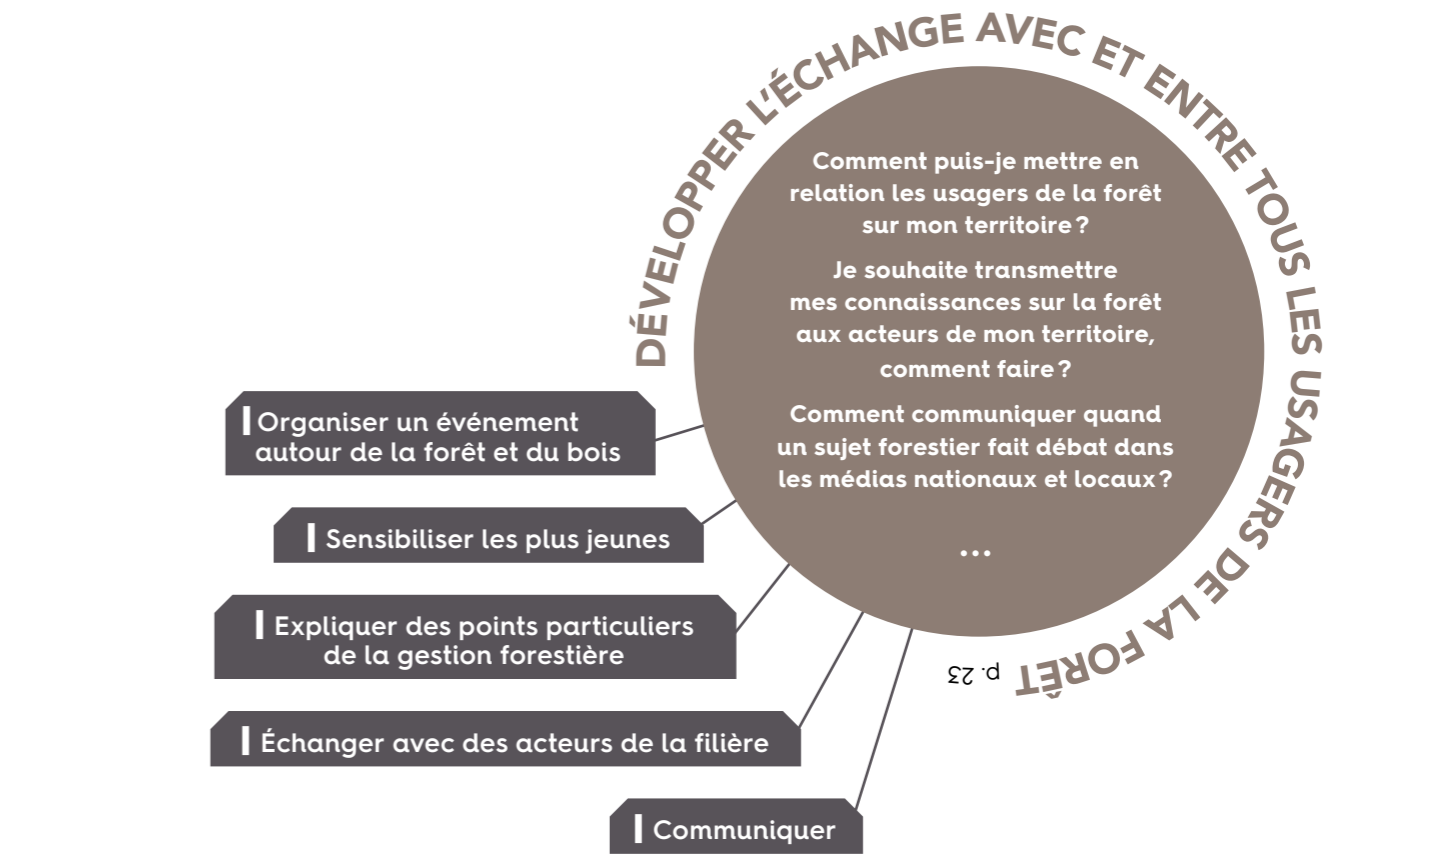 DÉVELOPPER L’ÉCHANGE AVEC ET ENTRE TOUS LES USAGERS DE LA FORÊT
p. 23
Comment puis-je mettre en
relation les usagers de la forêt
sur mon territoire ?
Je souhaite transmettre
mes connaissances sur la forêt
aux acteurs de mon territoire,
comment faire ?
Comment communiquer quand
un sujet forestier fait débat dans
les médias nationaux et locaux ?
...
Organiser un événement
autour de la forêt et du bois
Sensibiliser les plus jeunes
Expliquer des points particuliers
de la gestion forestière
Échanger avec des acteurs de la filière
Communiquer